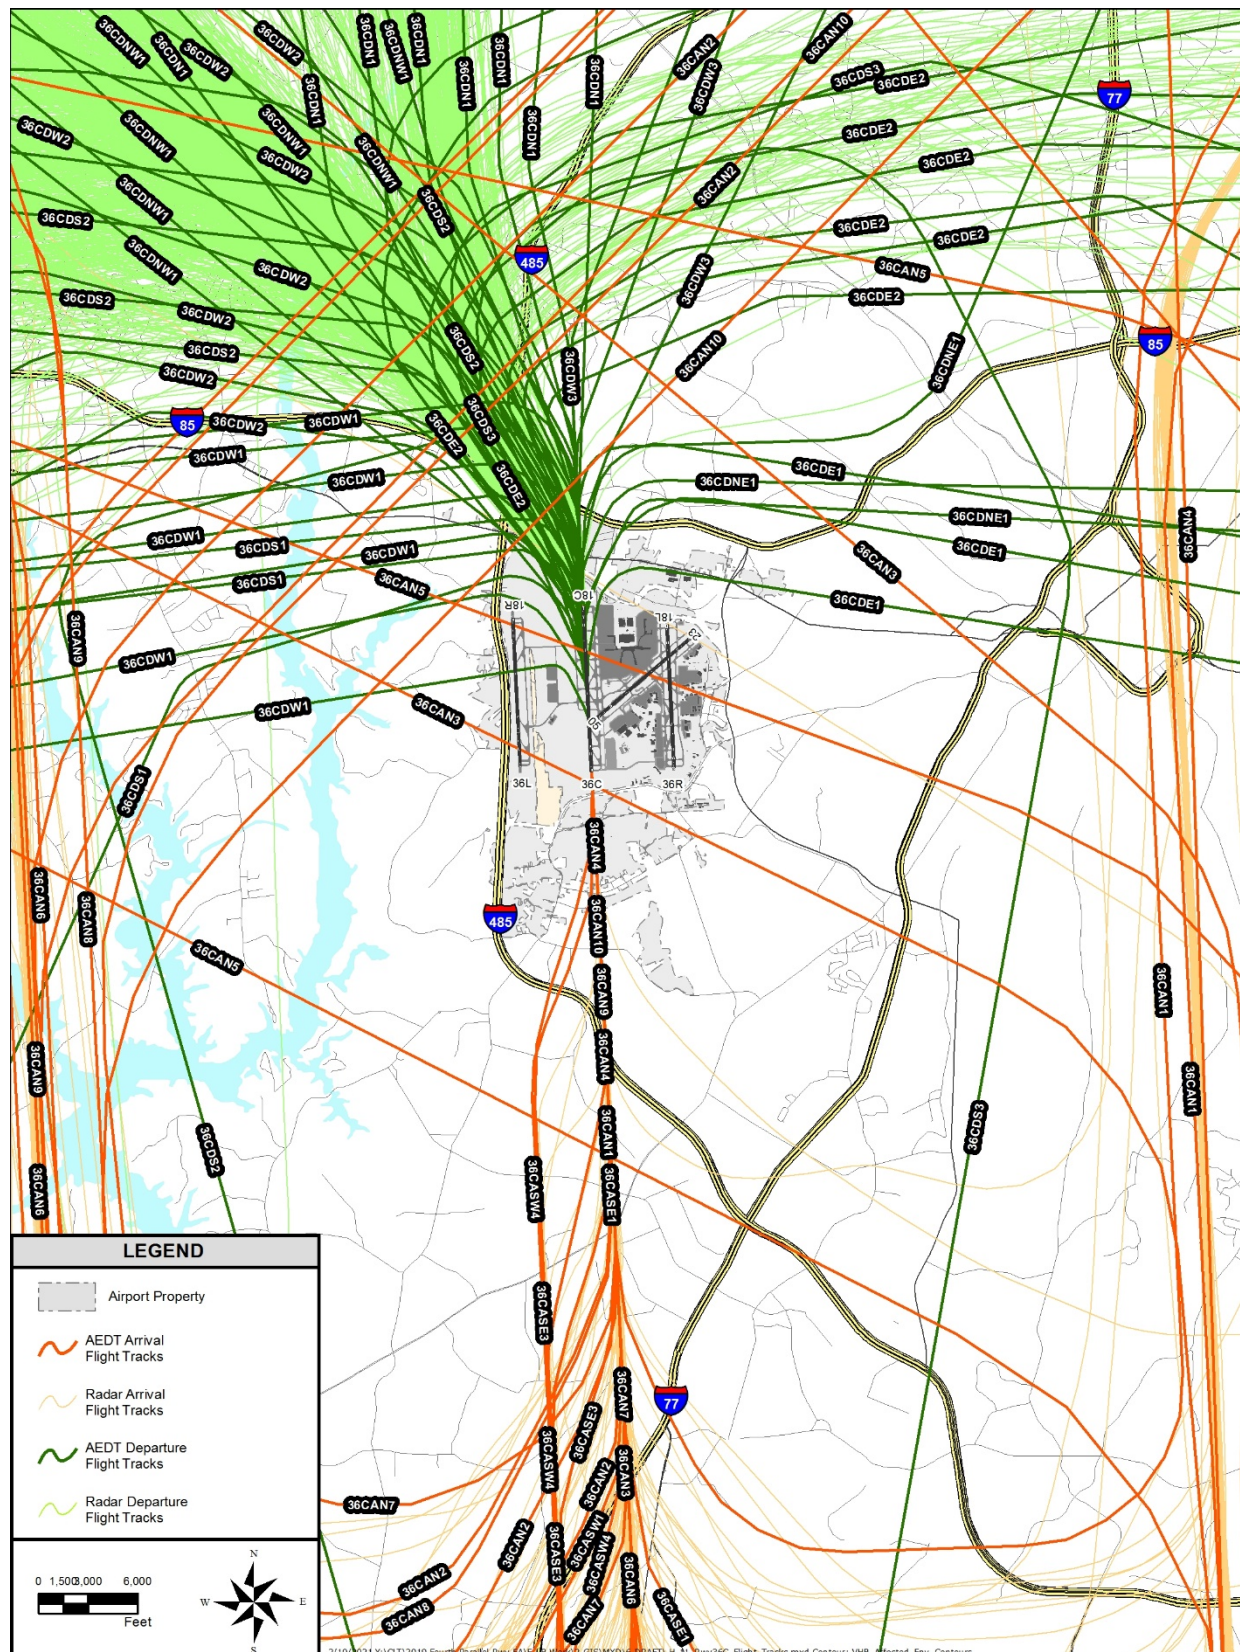 36CDNW1
36CDN1
36CDW2
36CDW2
36CDN1
36CDNW1
36CDN1
36CDN1
36CDN1
36CDN1
36CAN2
36CDW3
36CAN10
36CDS3
36CDE2
77
36CDW2
36CDNW1
36CDN1
36CDNW1
36CDW2
36CDNW1
36CDN1
36CDE2
36CDE2
36CDNW1
36CDS2
36CDS2
36CAN2
36CDE2
36CDE2
36CDNW1
36CDW2
485
36CDW3
36CAN5
36CDS2
36CDW2
36CDE2
36CDS2
36CDW2
36CDS2
36CDW3
36CAN10
36CDNE1
85
85
36CDW2
36CDW1
36CDS3
36CDE2
36CDW1
36CDW1
36CDE2
36CDE1
36CDNE1
36CDNE1
36CAN4
36CDW1
36CDS1
36CDW1
36CDE1
36CAN3
36CDS1
36CAN5
36CDE1
18R
18C
18L
23
36CAN9
36CDW1
36CDW1
36CAN3
05
36L
36C
36R
36CDS1
36CAN4
36CAN6
36CAN8
485
36CAN10
36CAN5
36CAN9
36CAN1
36CAN9
36CAN4
36CAN1
36CDS3
36CDS2
36CAN1
36CAN6
36CASW4
36CASE1
36CASE3
77
36CAN7
36CASE3
36CASW4
36CAN2
36CAN3
36CAN7
36CAN2
36CASW1
36CASW4
36CASE3
36CAN2
36CAN6
36CAN8
36CAN7
36CASE1
LEGEND
Airport Property
AEDT Arrival
Flight Tracks
Radar Arrival
Flight Tracks
AEDT Departure
Flight Tracks
Radar Departure
Flight Tracks
0 1,500 3,000 6,000
Feet
N
W E
S